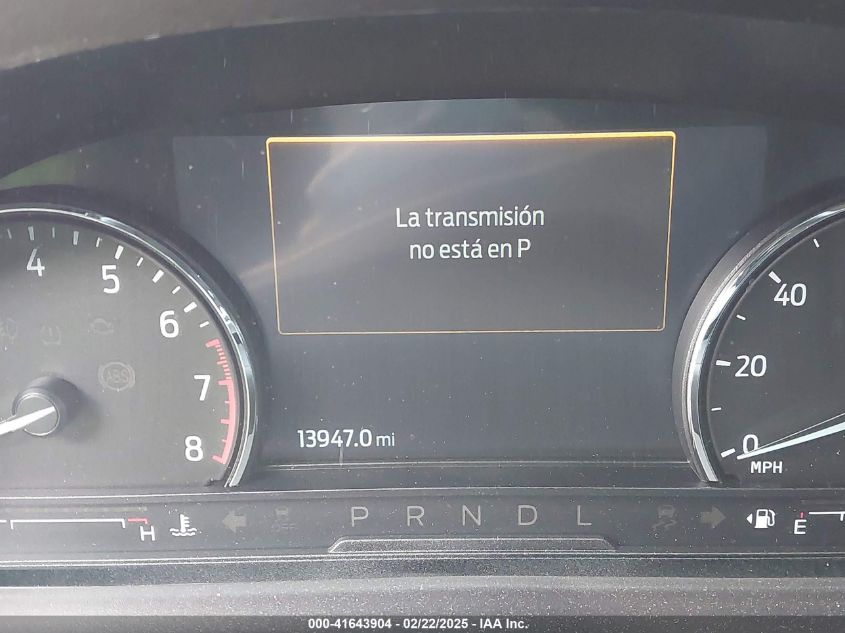 La transmisión
no está en P
4
5
6
7
8
ABS
13947.0 mi
40
20
0
MPH
H
P R N D L
E
000-41643904 - 02/22/2025 - IAA Inc.